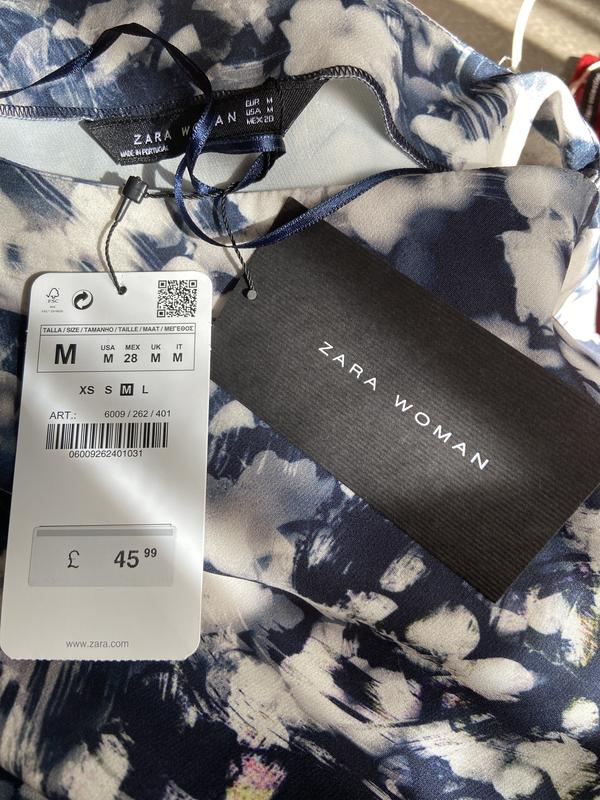 ZARA WOMAN
MADE IN PORTUGAL
EUR M
USA M
MEX 28
FSC
TALLA / SIZE / TAMANHO / TAILLE / MAAT / ΜΕΓΕΘΟΣ
M
USA MEX UK IT
M 28 M M
XS S M L
ART.: 6009 / 262 / 401
06009262401031
£ 45 99
www.zara.com
ZARA WOMAN